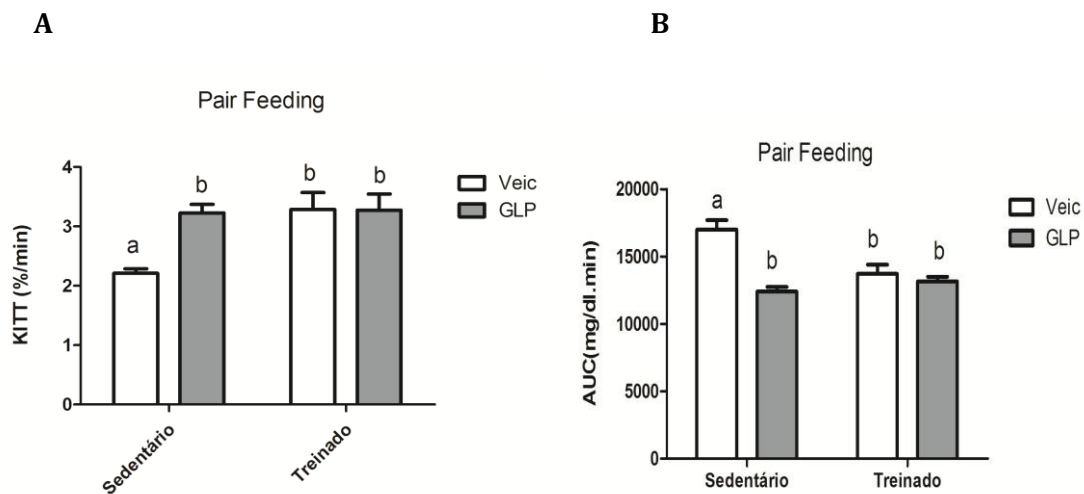 A
Pair Feeding
KITT (%/min)
4
3
2
1
0
a
b
b
b
Veic
GLP
Sedentário
Treinado
B
Pair Feeding
AUC(mg/dl.min)
20000
15000
10000
5000
0
a
b
b
b
Veic
GLP
Sedentário
Treinado